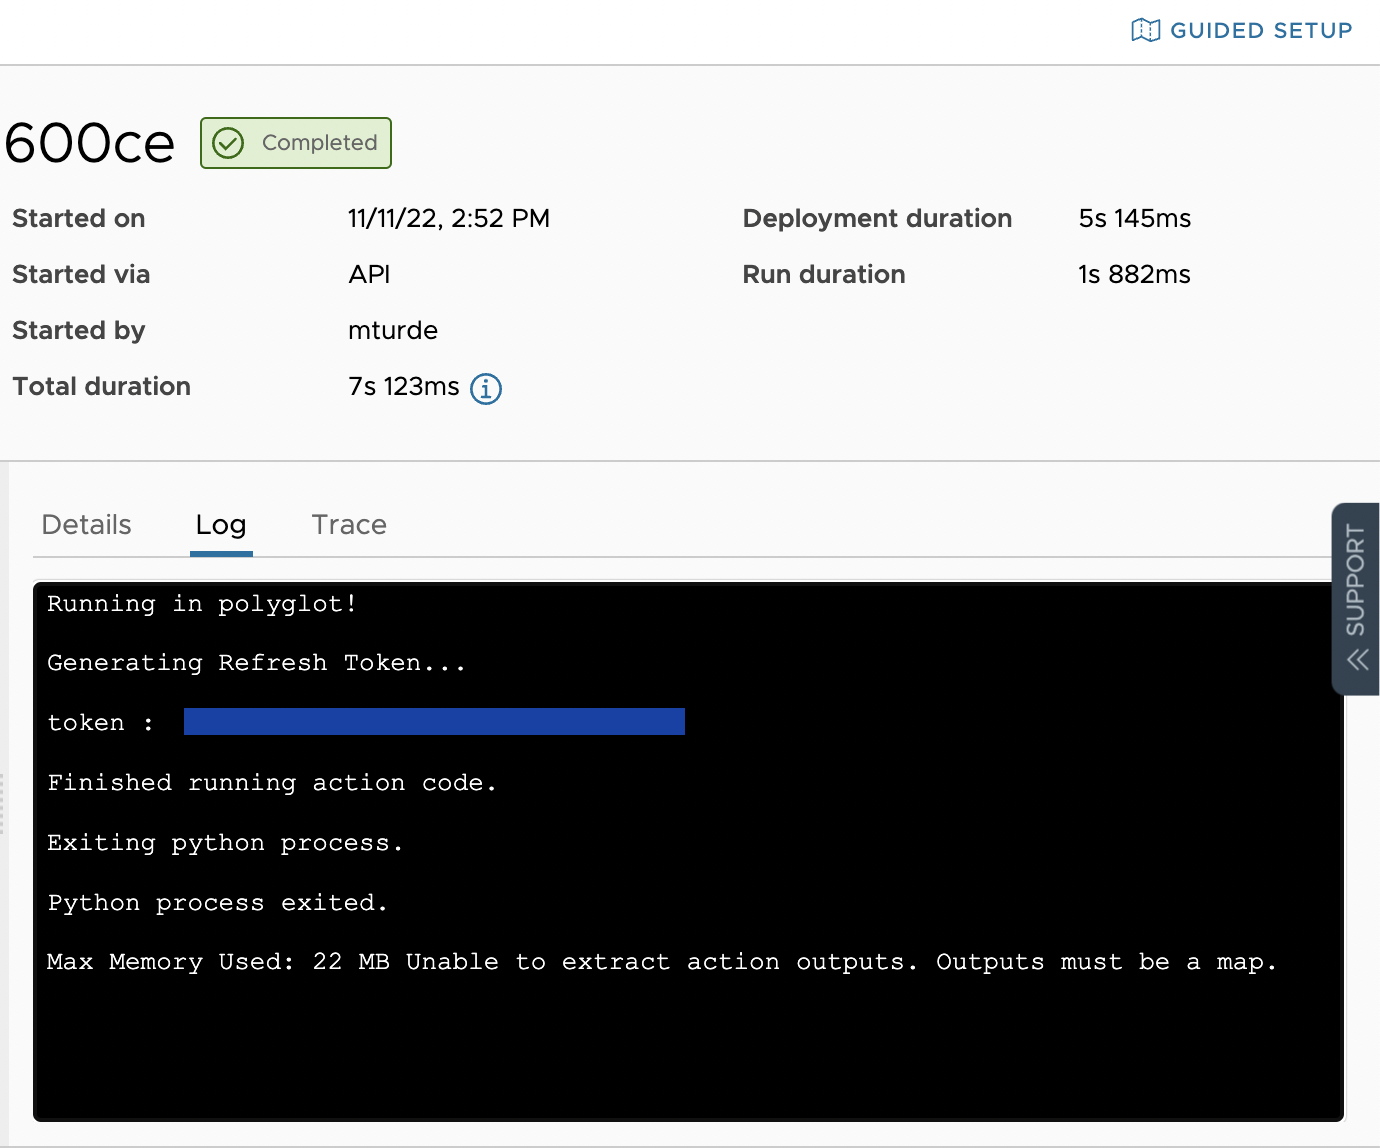 GUIDED SETUP
600ce Completed
Started on 11/11/22, 2:52 PM Deployment duration 5s 145ms
Started via API Run duration 1s 882ms
Started by mturde
Total duration 7s 123ms
Details Log Trace
SUPPORT
Running in polyglot!
Generating Refresh Token...
token :
Finished running action code.
Exiting python process.
Python process exited.
Max Memory Used: 22 MB Unable to extract action outputs. Outputs must be a map.